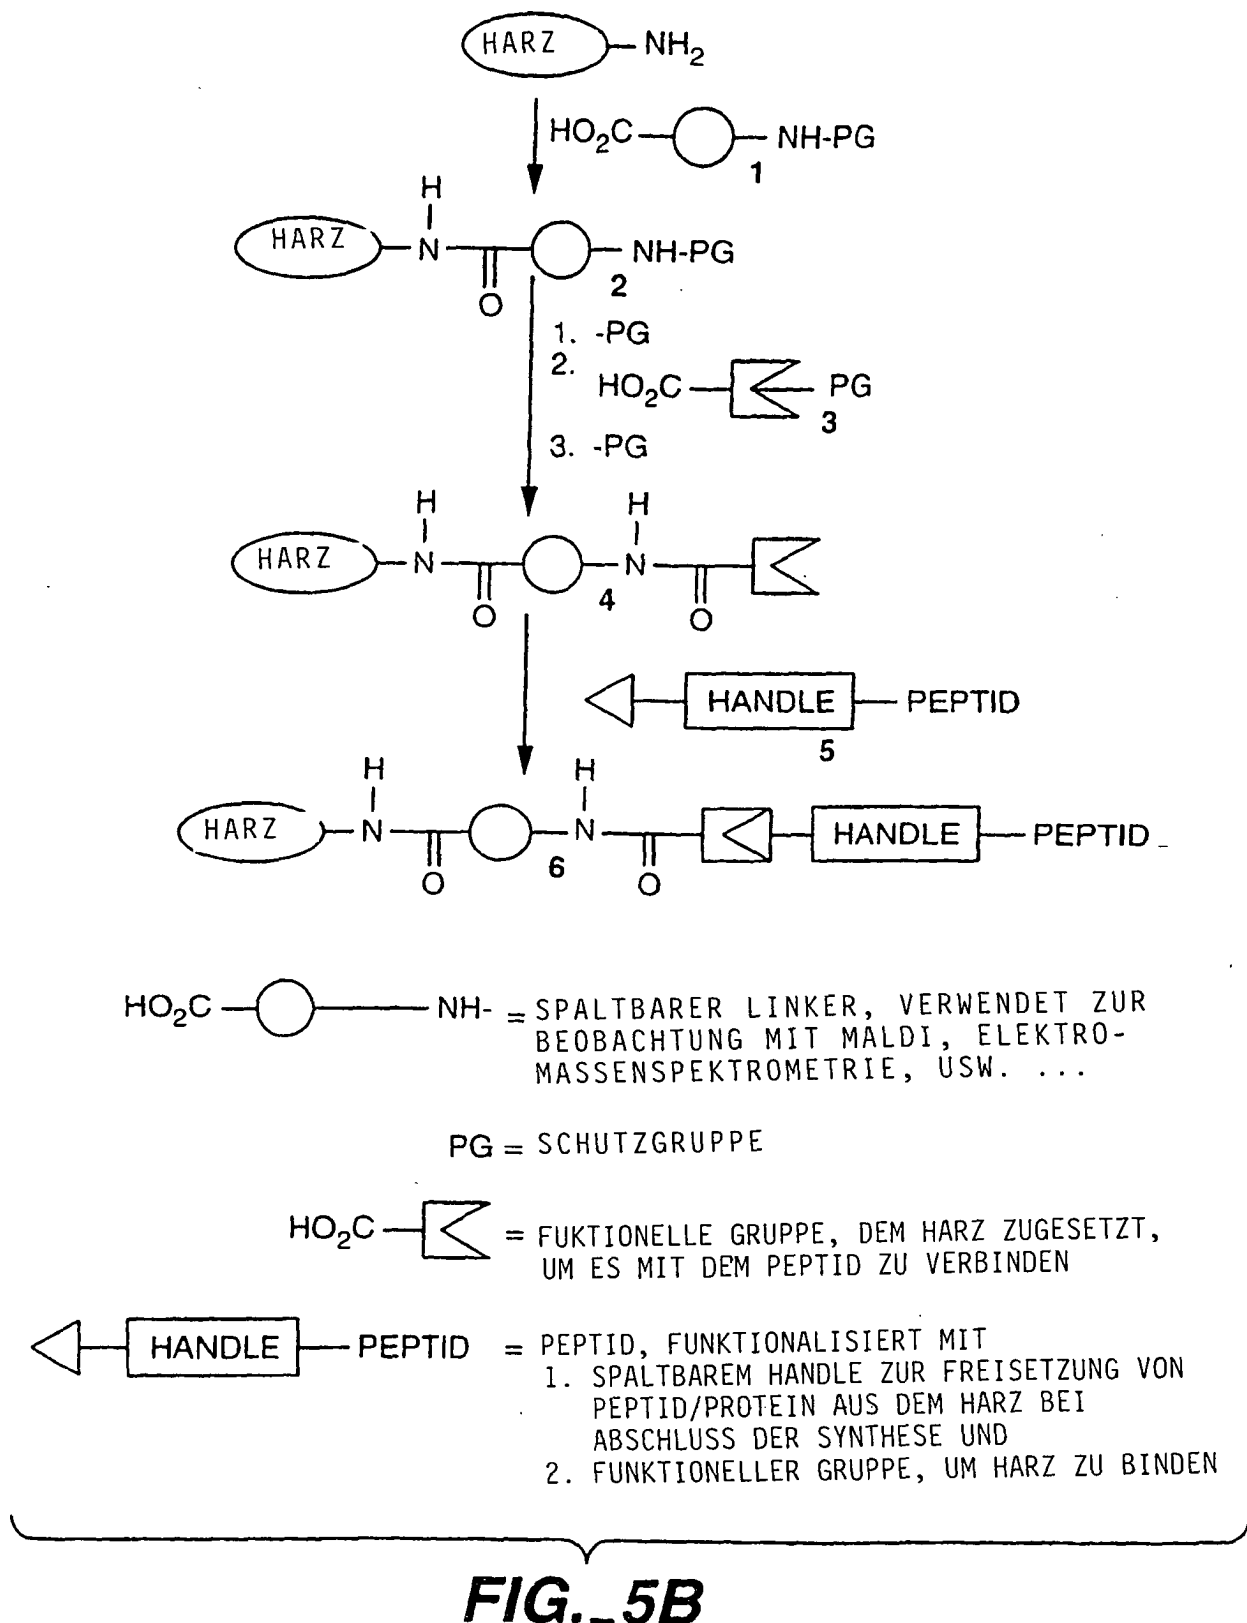 HARZ NH2
HO2C NH-PG
1
H
HARZ N NH-PG
O 2
1. -PG
2.
HO2C PG
3
3. -PG
H H
HARZ N N
O 4 O
HANDLE PEPTID
5
H H
HARZ N N HANDLE PEPTID
O 6 O
HO2C NH- = SPALTBARER LINKER, VERWENDET ZUR
BEOBACHTUNG MIT MALDI, ELEKTRO-
MASSENSPEKTROMETRIE, USW. ...
PG = SCHUTZGRUPPE
HO2C = FUKTIONELLE GRUPPE, DEM HARZ ZUGESETZT,
UM ES MIT DEM PEPTID ZU VERBINDEN
HANDLE PEPTID = PEPTID, FUNKTIONALISIERT MIT
1. SPALTBAREM HANDLE ZUR FREISETZUNG VON
PEPTID/PROTEIN AUS DEM HARZ BEI
ABSCHLUSS DER SYNTHESE UND
2. FUNKTIONELLER GRUPPE, UM HARZ ZU BINDEN
FIG._5B